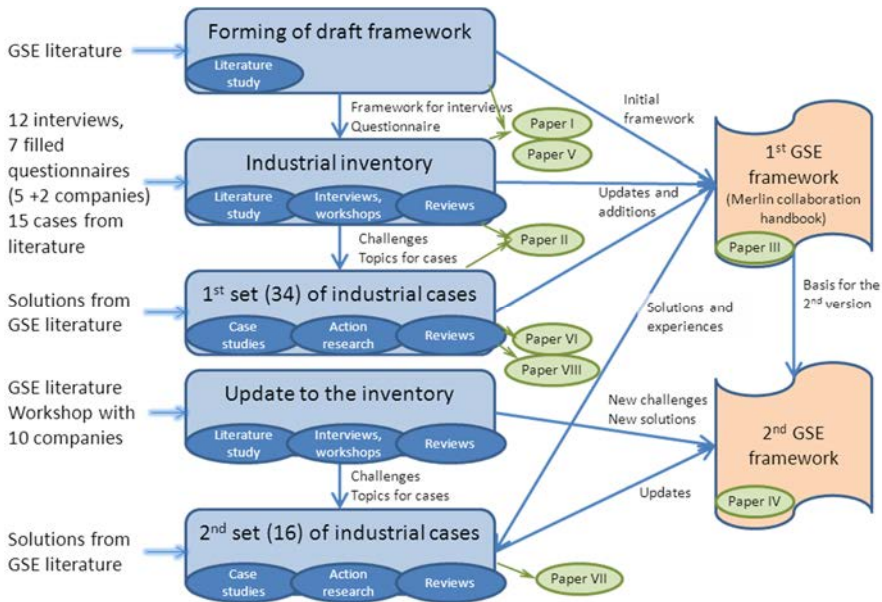 Forming of draft framework
GSE literature
Literature
study
Framework for interviews
Questionnaire
Initial
framework
Paper I
Paper V
12 interviews,
7 filled
questionnaires
(5 +2 companies)
15 cases from
literature
Industrial inventory
Literature
study
Interviews,
workshops
Reviews
Updates and
additions
1st GSE
framework
(Merlin collaboration
handbook)
Paper III
Challenges
Topics for cases
Paper II
Solutions from
GSE literature
1st set (34) of industrial cases
Case
studies
Action
research
Reviews
Paper VI
Paper VIII
Solutions and
experiences
Basis for the
2nd version
GSE literature
Workshop with
10 companies
Update to the inventory
Literature
study
Interviews,
workshops
Reviews
New challenges
New solutions
2nd GSE
framework
Paper IV
Challenges
Topics for cases
Updates
Solutions from
GSE literature
2nd set (16) of industrial cases
Case
studies
Action
research
Reviews
Paper VII